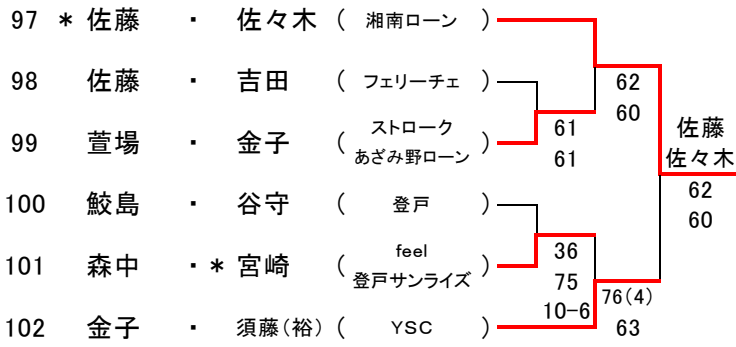 97 * 佐藤 ・ 佐々木 ( 湘南ローン )
98 佐藤 ・ 吉田 ( フェリーチェ )
99 萱場 ・ 金子 ( ストローク あざみ野ローン )
100 鮫島 ・ 谷守 ( 登戸 )
101 森中 ・ * 宮崎 ( feel 登戸サンライズ )
102 金子 ・ 須藤(裕) ( YSC )
61
61
62
60
36
75
10-6
76(4)
63
佐藤
佐々木
62
60